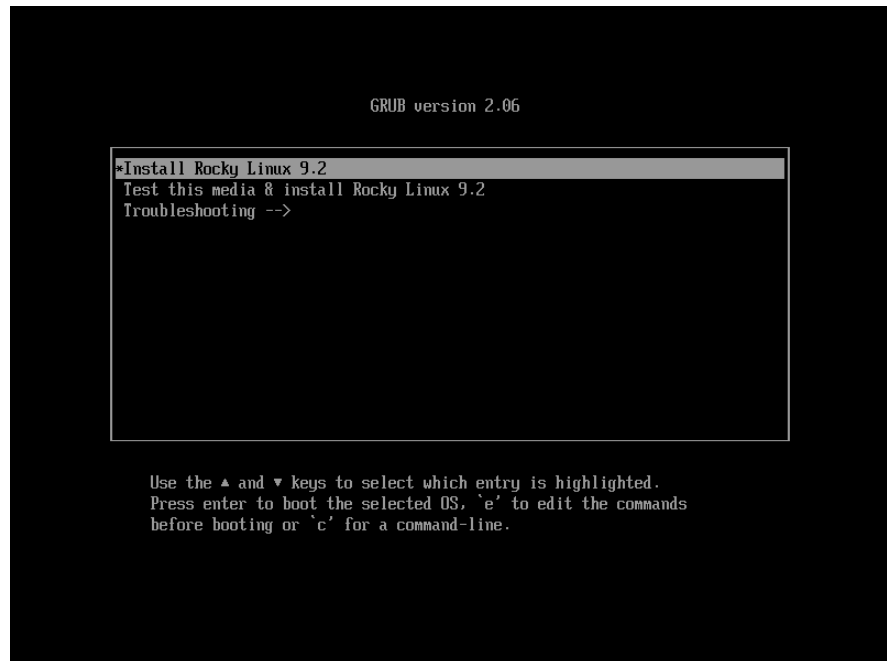 GRUB version 2.06
*Install Rocky Linux 9.2
Test this media & install Rocky Linux 9.2
Troubleshooting -->
Use the ▲ and ▼ keys to select which entry is highlighted.
Press enter to boot the selected OS, `e' to edit the commands
before booting or `c' for a command-line.